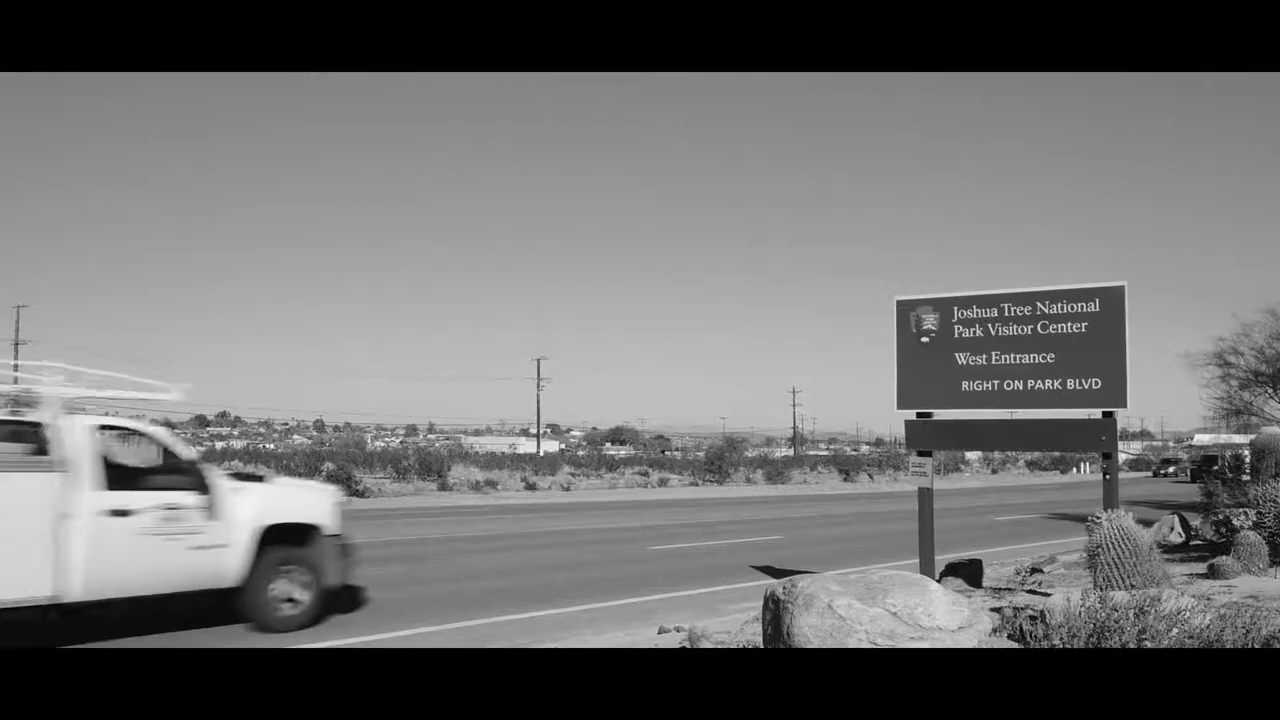 Joshua Tree National
Park Visitor Center
West Entrance
RIGHT ON PARK BLVD